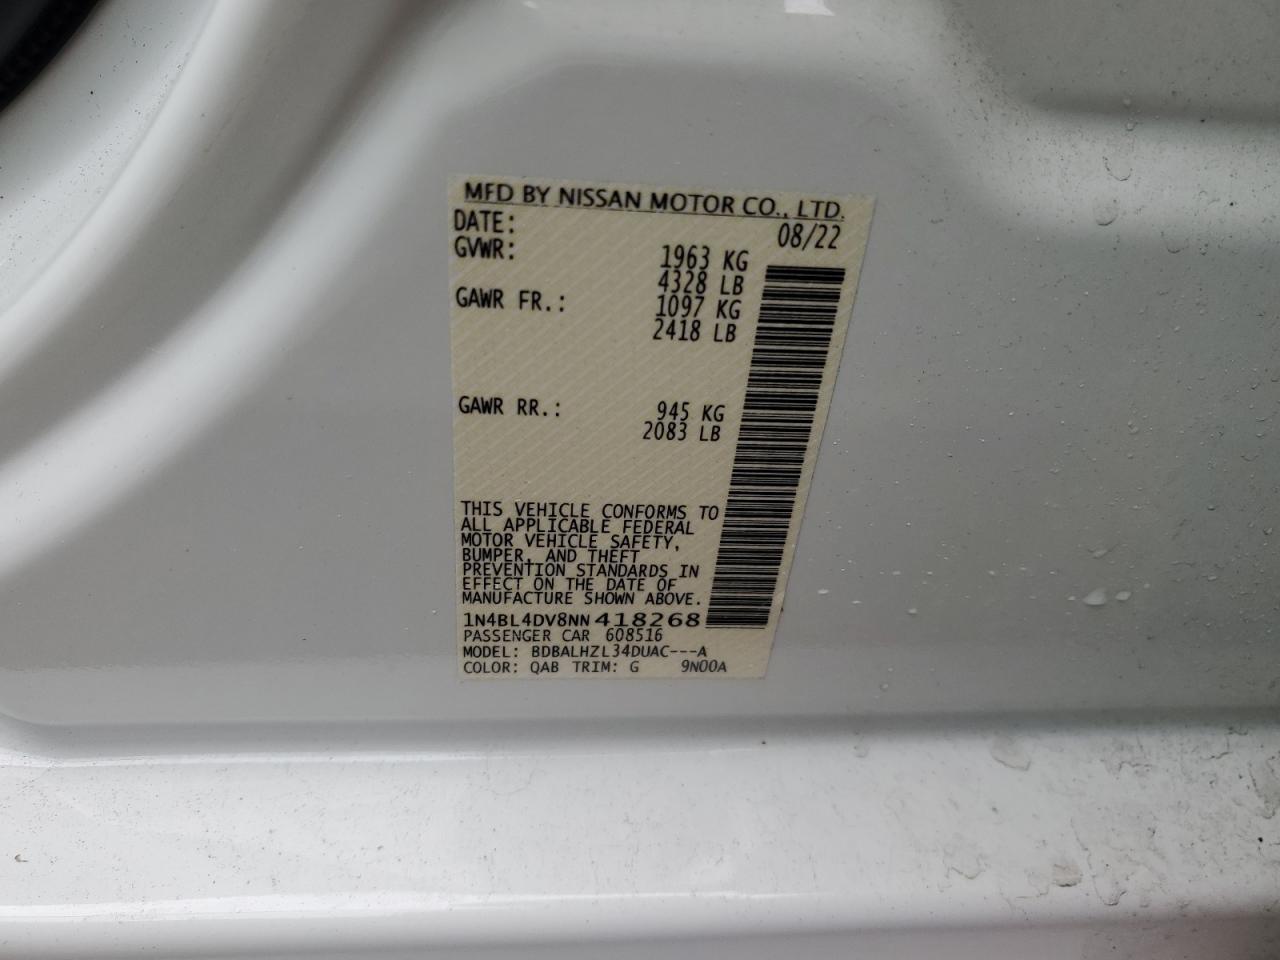 MFD BY NISSAN MOTOR CO., LTD.
DATE: 08/22
GVWR: 1963 KG
4328 LB
GAWR FR.: 1097 KG
2418 LB
GAWR RR.: 945 KG
2083 LB
THIS VEHICLE CONFORMS TO
ALL APPLICABLE FEDERAL
MOTOR VEHICLE SAFETY,
BUMPER, AND THEFT
PREVENTION STANDARDS IN
EFFECT ON THE DATE OF
MANUFACTURE SHOWN ABOVE.
1N4BL4DV8NN418268
PASSENGER CAR 608516
MODEL: BDBALHZL34DUAC---A
COLOR: QAB TRIM: G 9N00A